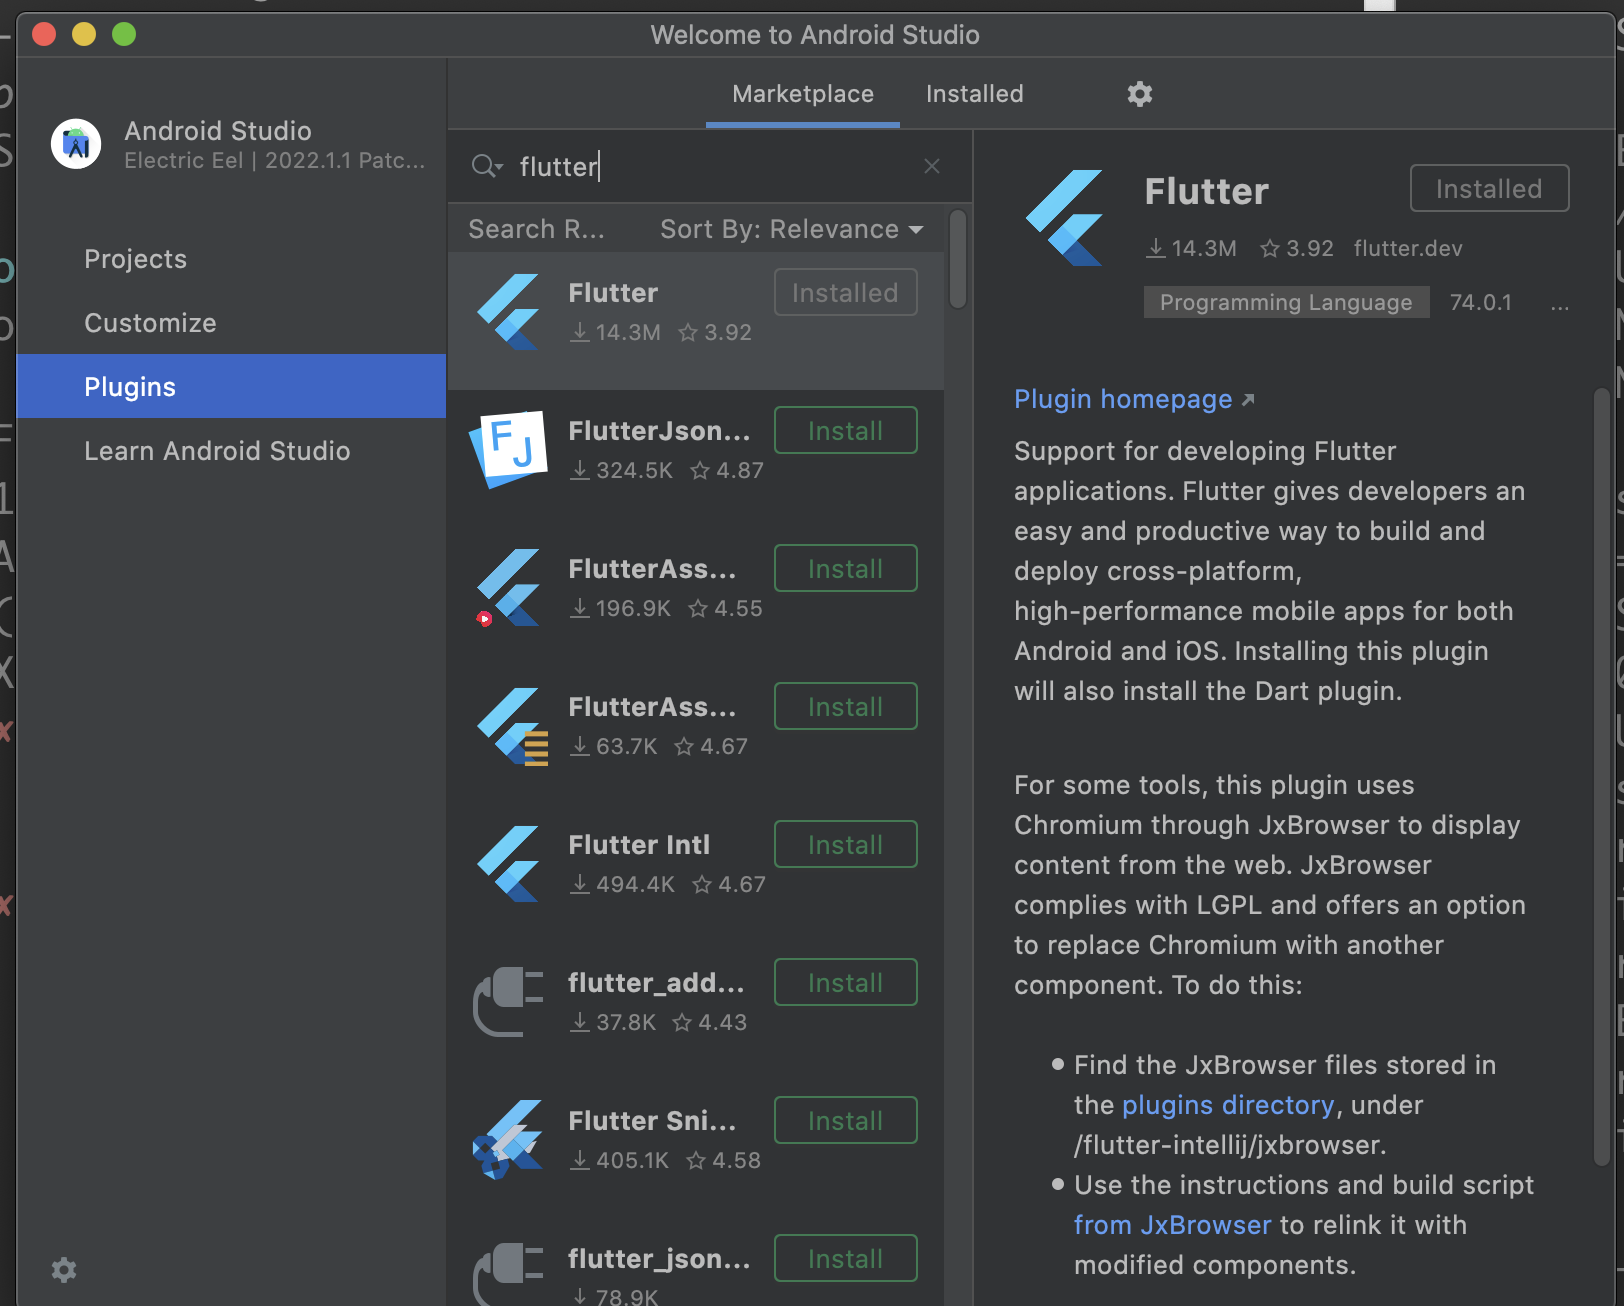 Welcome to Android Studio
Android Studio
Electric Eel | 2022.1.1 Patc...
Projects
Customize
Plugins
Learn Android Studio
Marketplace
Installed
flutter
Search R...
Sort By: Relevance
Flutter
Installed
14.3M
3.92
FlutterJson...
Install
324.5K
4.87
FlutterAss...
Install
196.9K
4.55
FlutterAss...
Install
63.7K
4.67
Flutter Intl
Install
494.4K
4.67
flutter_add...
Install
37.8K
4.43
Flutter Sni...
Install
405.1K
4.58
flutter_json...
Install
78.9K
Flutter
Installed
14.3M
3.92
flutter.dev
Programming Language
74.0.1
...
Plugin homepage ↗
Support for developing Flutter
applications. Flutter gives developers an
easy and productive way to build and
deploy cross-platform,
high-performance mobile apps for both
Android and iOS. Installing this plugin
will also install the Dart plugin.
For some tools, this plugin uses
Chromium through JxBrowser to display
content from the web. JxBrowser
complies with LGPL and offers an option
to replace Chromium with another
component. To do this:
• Find the JxBrowser files stored in
the plugins directory, under
/flutter-intellij/jxbrowser.
• Use the instructions and build script
from JxBrowser to relink it with
modified components.